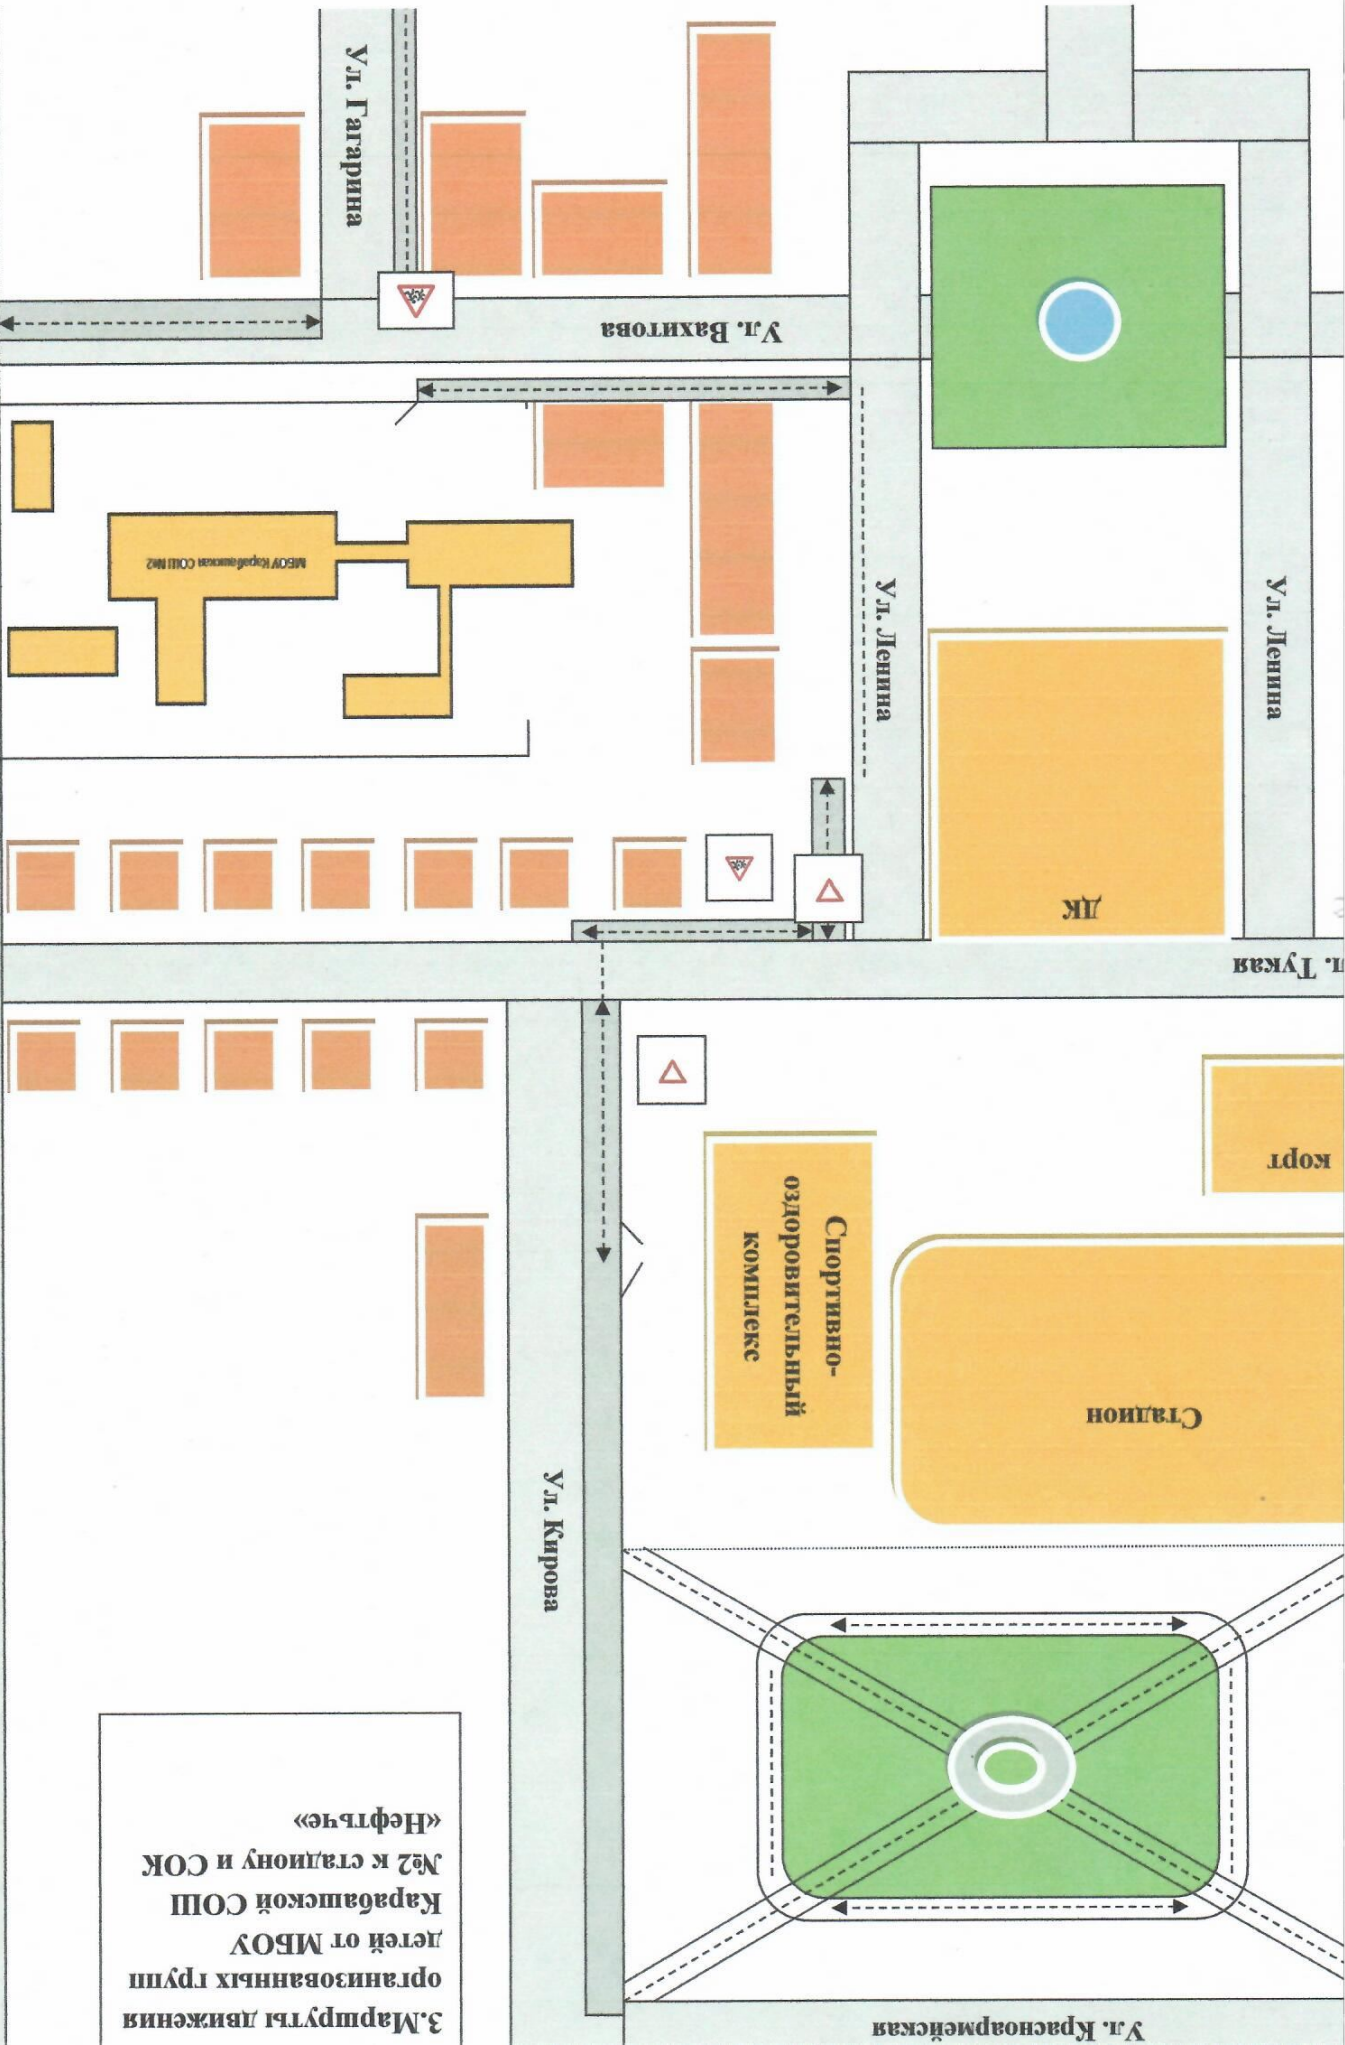 3.Маршруты движения
организованных групп
детей от МБОУ
Карабашской СОШ
№2 к стадиону и СОК
«Нефтьче»
Ул. Красноармейская
Ул. Кирова
Стадион
Спортивно-
оздоровительный
комплекс
корт
л. Тукая
ДК
Ул. Ленина
Ул. Ленина
МБОУ Карабашская СОШ №2
Ул. Вахитова
Ул. Гагарина